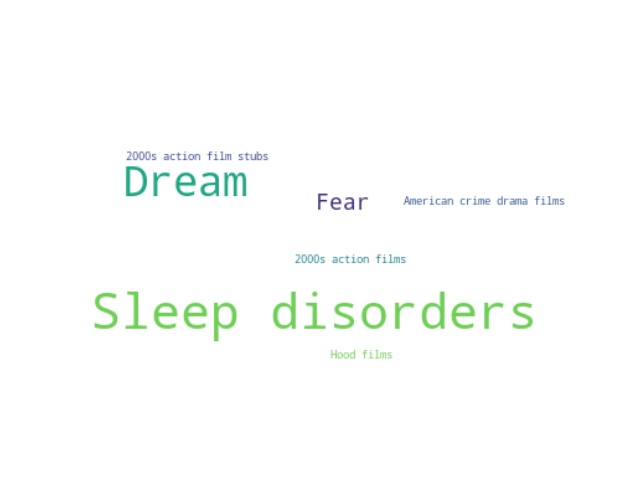 2000s action film stubs
Dream
Fear
American crime drama films
2000s action films
Sleep disorders
Hood films